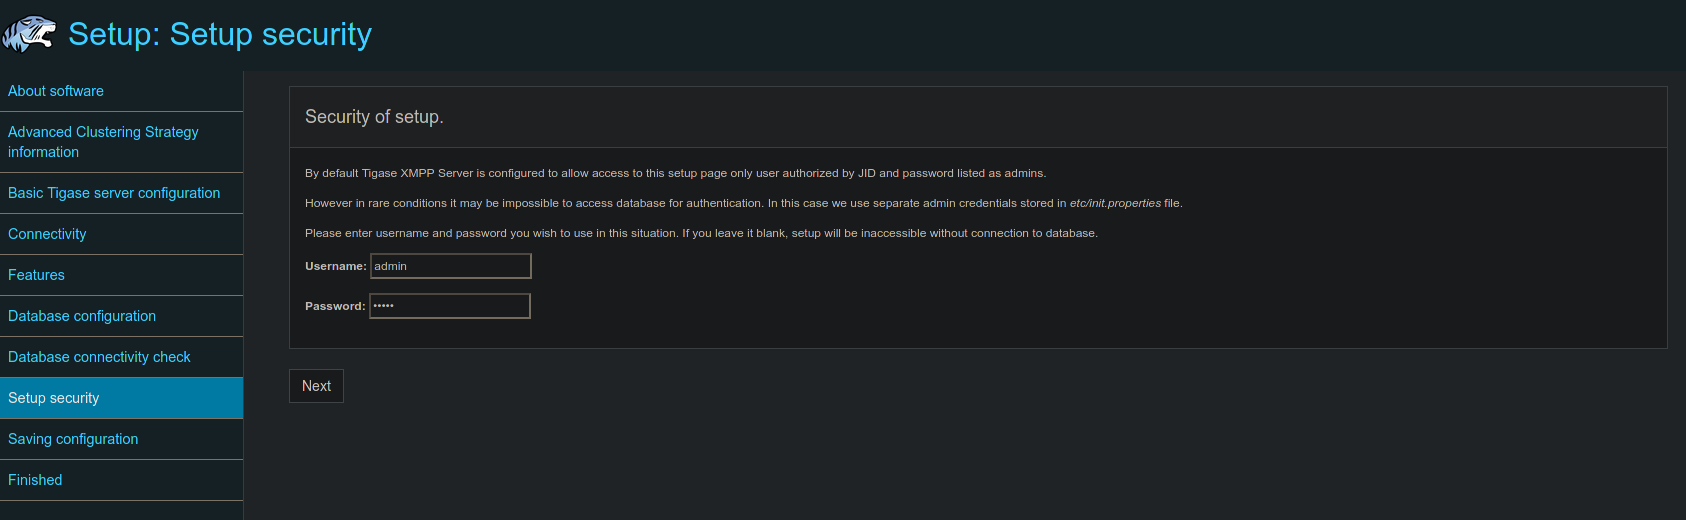 Setup: Setup security
About software
Advanced Clustering Strategy
information
Basic Tigase server configuration
Connectivity
Features
Database configuration
Database connectivity check
Setup security
Saving configuration
Finished
Security of setup.
By default Tigase XMPP Server is configured to allow access to this setup page only user authorized by JID and password listed as admins.
However in rare conditions it may be impossible to access database for authentication. In this case we use separate admin credentials stored in etc/init.properties file.
Please enter username and password you wish to use in this situation. If you leave it blank, setup will be inaccessible without connection to database.
Username: admin
Password: •••••
Next